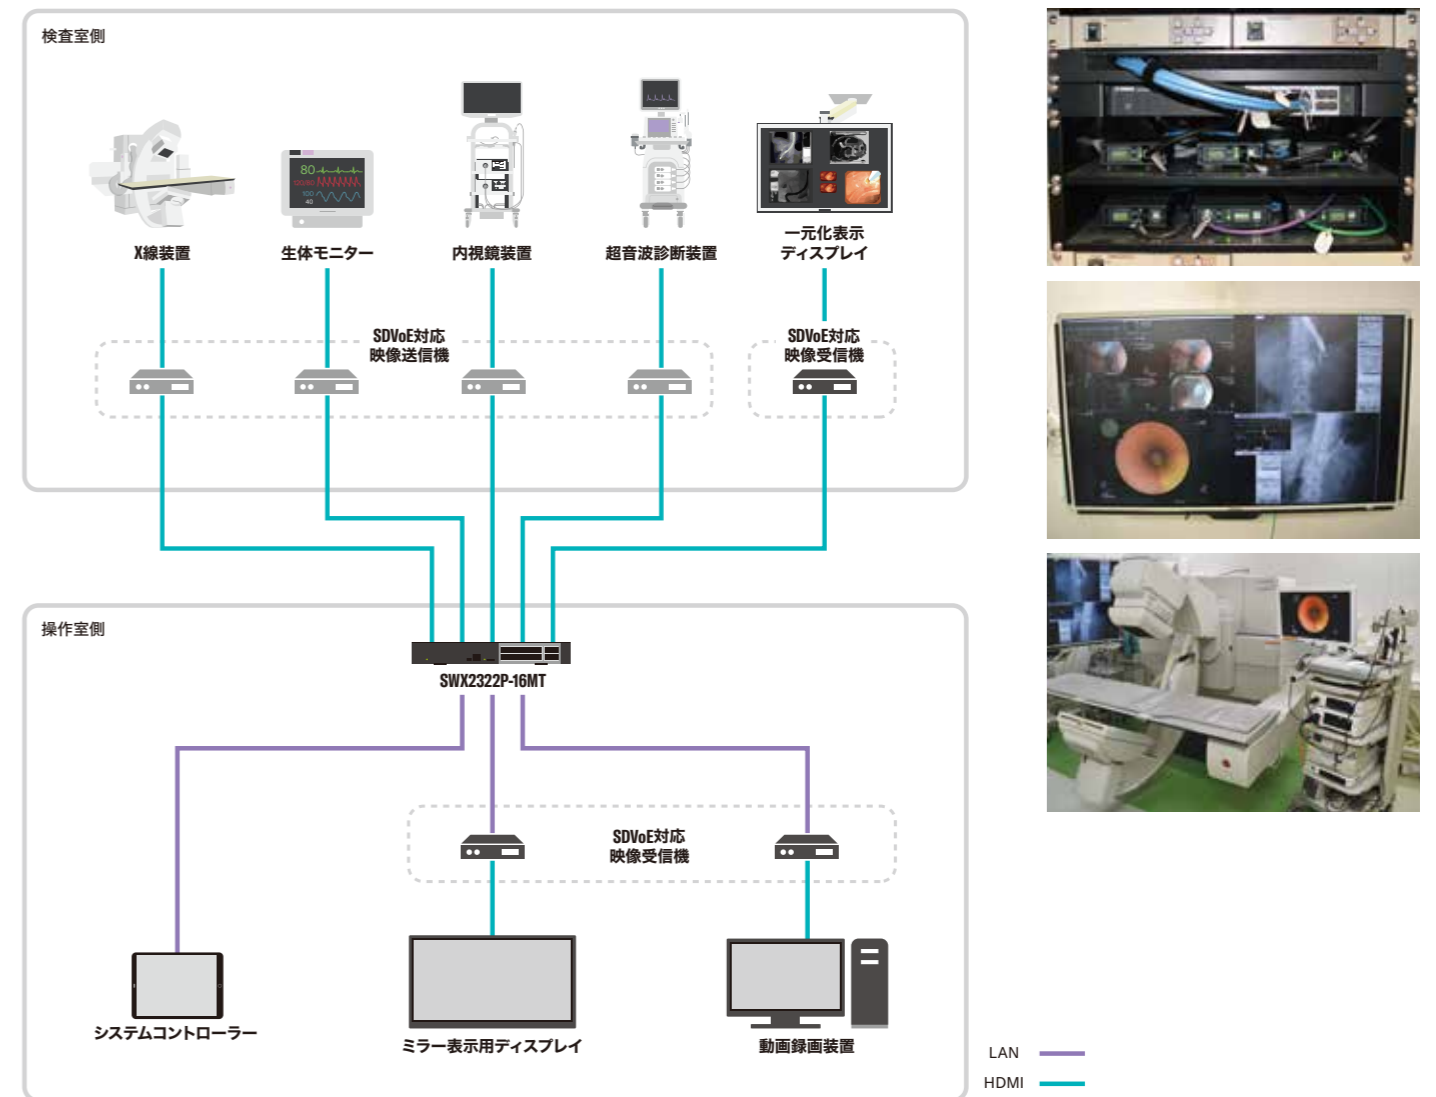 検査室側
80
120/80
100
40
X線装置
生体モニター
内視鏡装置
超音波診断装置
一元化表示
ディスプレイ
SDVoE対応
映像送信機
SDVoE対応
映像受信機
操作室側
SWX2322P-16MT
SDVoE対応
映像受信機
システムコントローラー
ミラー表示用ディスプレイ
動画録画装置
LAN
HDMI